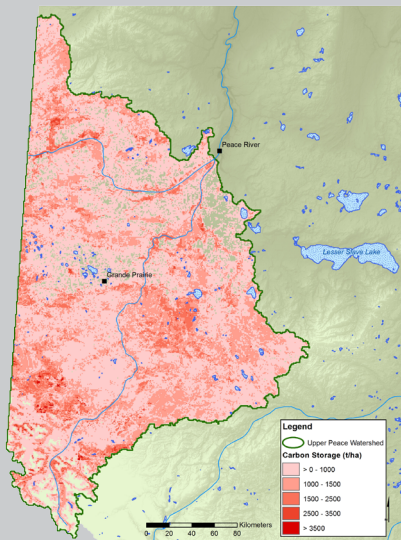 Peace River
Lesser Slave Lake
Grande Prairie
Legend
Upper Peace Watershed
Carbon Storage (t/ha)
> 0 - 1000
1000 - 1500
1500 - 2500
2500 - 3500
> 3500
Kilometers
0 20 40 60 80